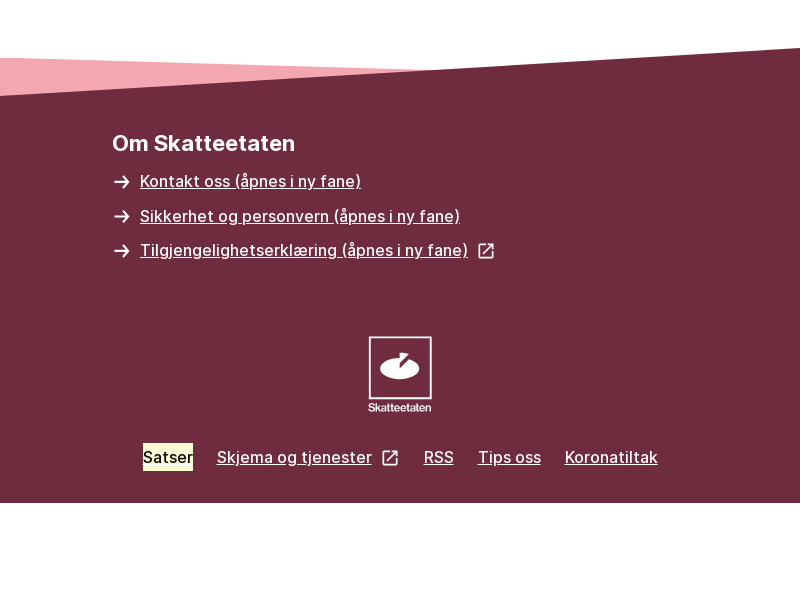 Om Skatteetaten
Kontakt oss (åpnes i ny fane)
Sikkerhet og personvern (åpnes i ny fane)
Tilgjengelighetserklæring (åpnes i ny fane)
Skatteetaten
Satser Skjema og tjenester RSS Tips oss Koronatiltak